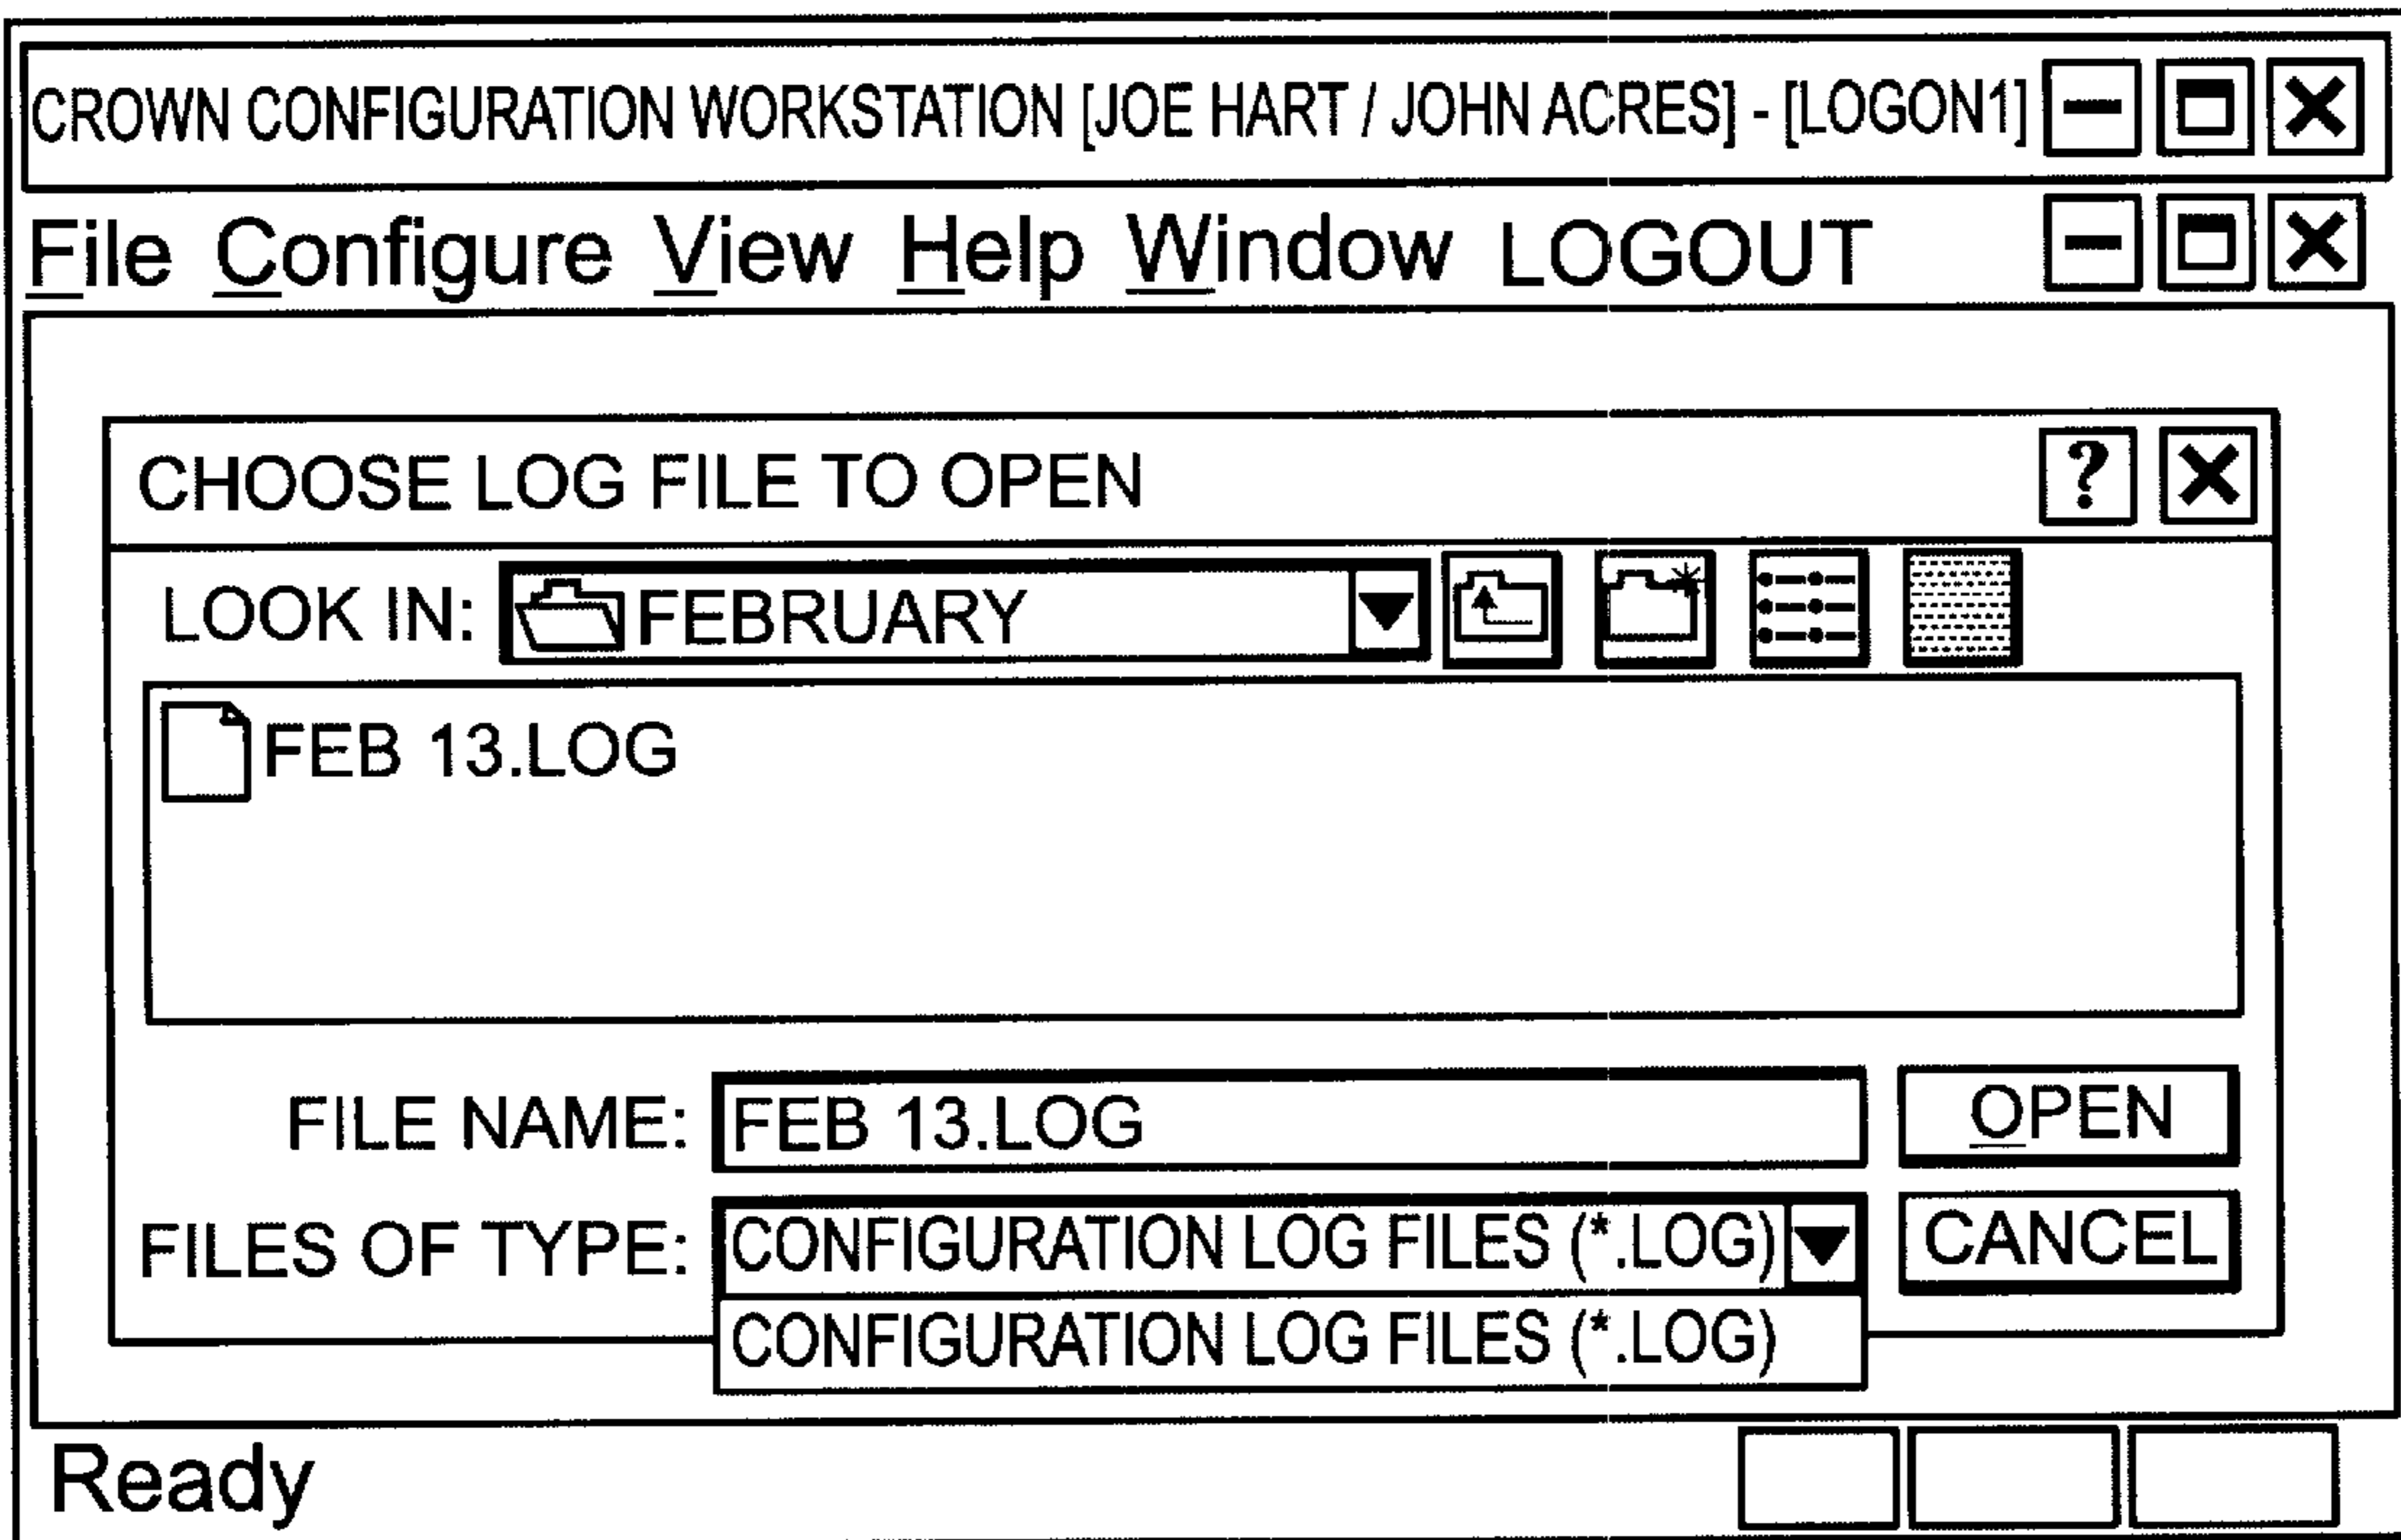 CROWN CONFIGURATION WORKSTATION [JOE HART / JOHN ACRES] - [LOGON1]
File Configure View Help Window LOGOUT
CHOOSE LOG FILE TO OPEN ?
LOOK IN: FEBRUARY
FEB 13.LOG
FILE NAME: FEB 13.LOG OPEN
FILES OF TYPE: CONFIGURATION LOG FILES (*.LOG) CANCEL
CONFIGURATION LOG FILES (*.LOG)
Ready